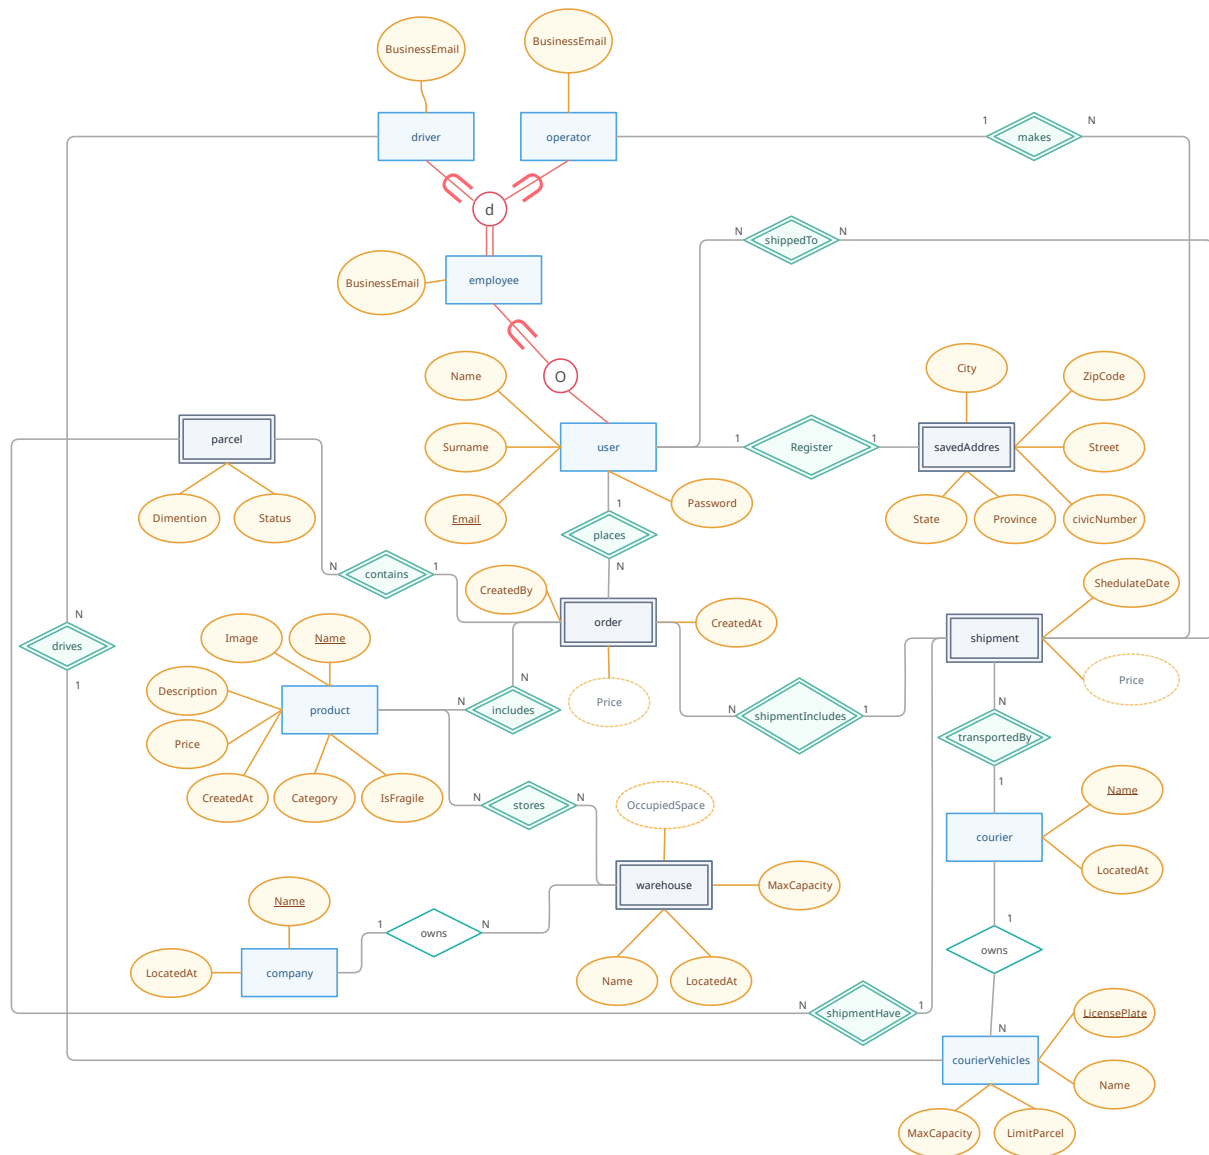 BusinessEmail
BusinessEmail
driver
operator
1
N
makes
d
N
N
shippedTo
employee
BusinessEmail
O
Name
City
ZipCode
parcel
Surname
user
1
Register
1
savedAddres
Street
Dimention
Status
Email
Password
1
State
Province
civicNumber
places
N
contains
1
N
CreatedBy
ShedulateDate
N
drives
1
Image
Name
order
CreatedAt
shipment
Description
product
N
N
includes
Price
N
shipmentIncludes
1
Price
N
transportedBy
1
Price
CreatedAt
Category
IsFragile
N
stores
N
OccupiedSpace
Name
courier
LocatedAt
warehouse
MaxCapacity
Name
1
owns
N
1
owns
N
LocatedAt
company
Name
LocatedAt
N
shipmentHave
1
LicensePlate
courierVehicles
Name
MaxCapacity
LimitParcel